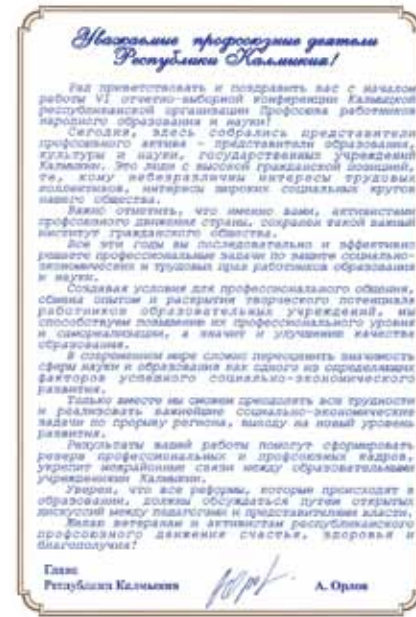 Уважаемые профсоюзные деятели
Республики Калмыкия!
Рад приветствовать и поздравить вас с началом
работы VI отчетно-выборной конференции Калмыцкой
республиканской организации Профсоюза работников
народного образования и науки!
Сегодня, здесь собрались представители
профсоюзного актива – представители образования,
культуры и науки, государственных учреждений
Калмыкии. Это люди с высокой гражданской позицией,
те, кому небезразличны интересы трудовых
коллективов, интересы широких социальных кругов
нашего общества.
Важно отметить, что именно вами, активистами
профсоюзного движения страны, сохранен такой важный
институт гражданского общества.
Все эти годы вы последовательно и эффективно
решаете профессиональные задачи по защите социально-
экономических и трудовых прав работников образования
и науки.
Создавая условия для профессионального общения,
обмена опытом и раскрытия творческого потенциала
работников образовательных учреждений, мы
способствуем повышению их профессионального уровня
и самореализации, а значит и улучшению качества
образования.
В современном мире сложно переоценить значимость
сферы науки и образования как одного из определяющих
факторов успешного социально-экономического
развития.
Только вместе мы сможем преодолеть все трудности
и реализовать важнейшие социально-экономические
задачи по прорыву региона, выходу на новый уровень
развития.
Результаты вашей работы помогут сформировать
резерв профессиональных и профсоюзных кадров,
укрепит межрайонные связи между образовательными
учреждениями Калмыкии.
Уверен, что все реформы, которые происходят в
образовании, должны обсуждаться путем открытых
дискуссий между педагогами и представителями власти.
Желаю ветеранам и активистам республиканского
профсоюзного движения счастья, здоровья и
благополучия!
Глава
Республики Калмыкия А. Орлов